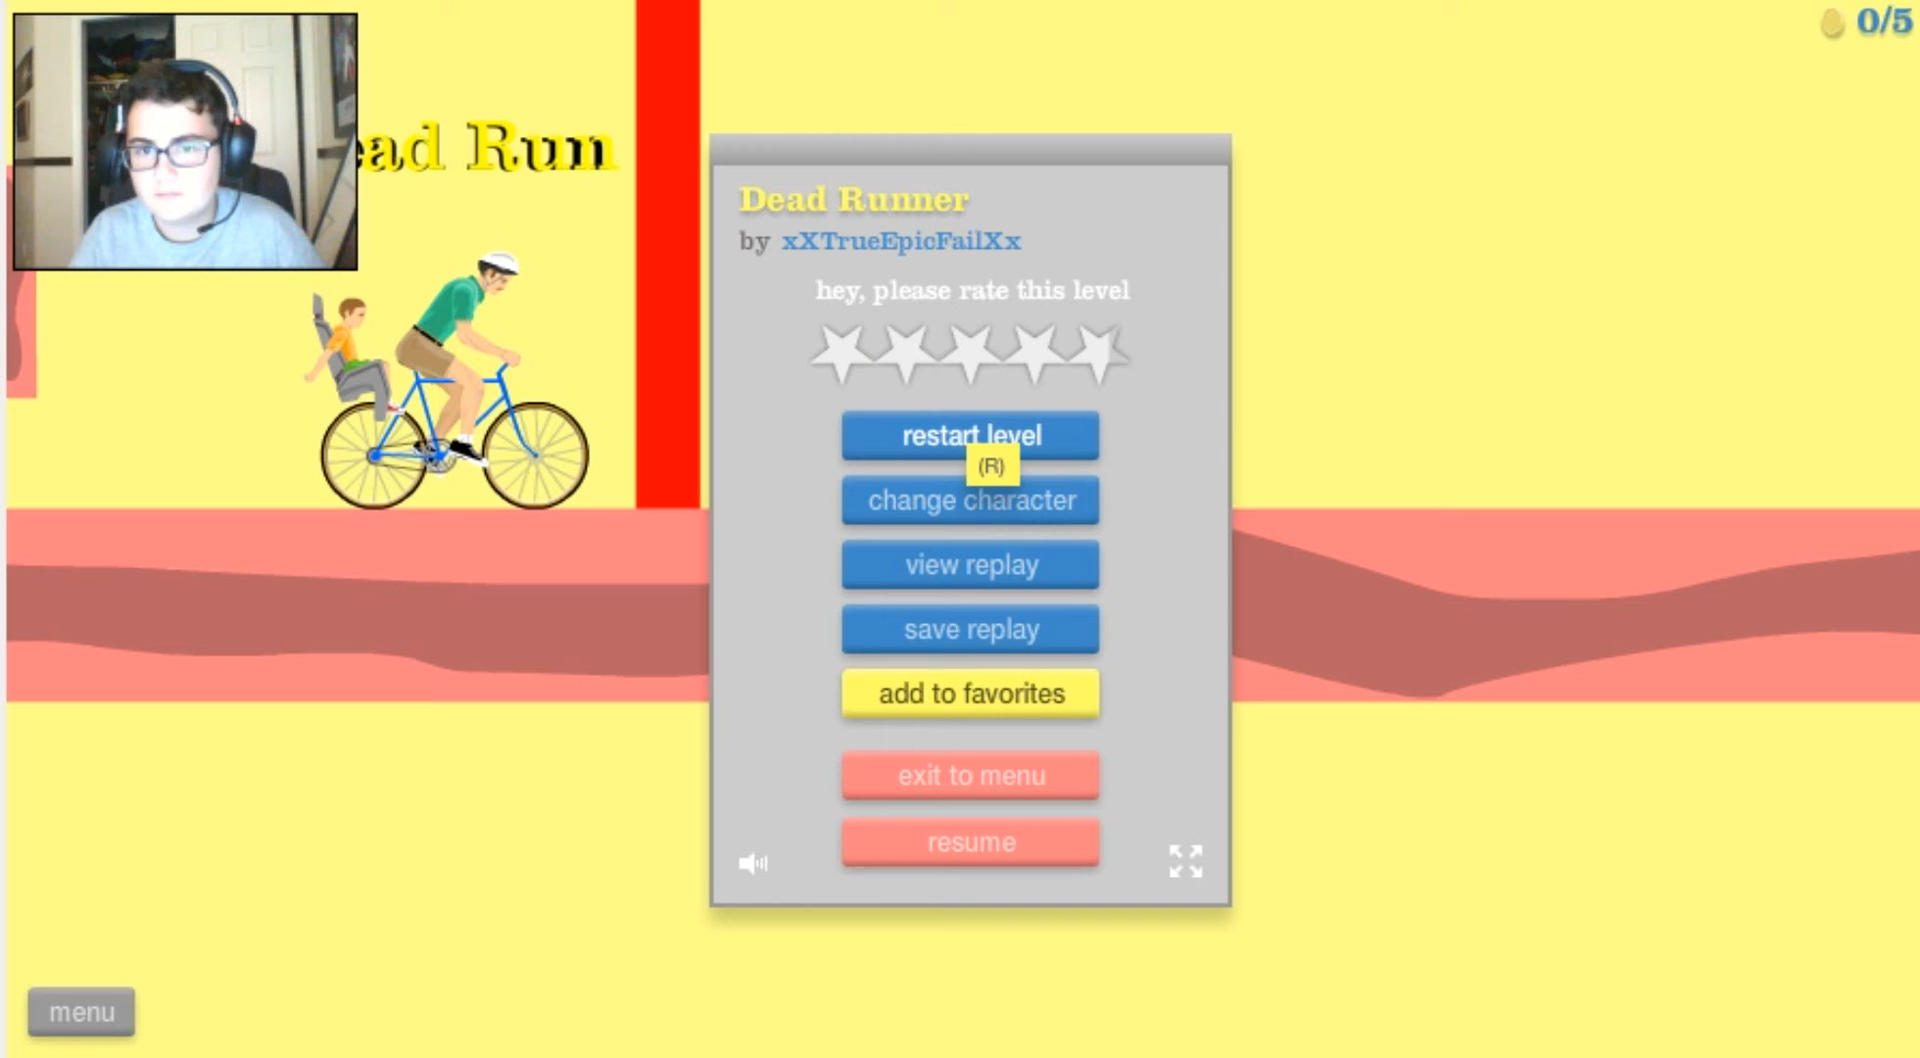 0/5
ead Run
Dead Runner
by xXTrueEpicFailXx
hey, please rate this level
restart level
(R)
change character
view replay
save replay
add to favorites
exit to menu
resume
menu